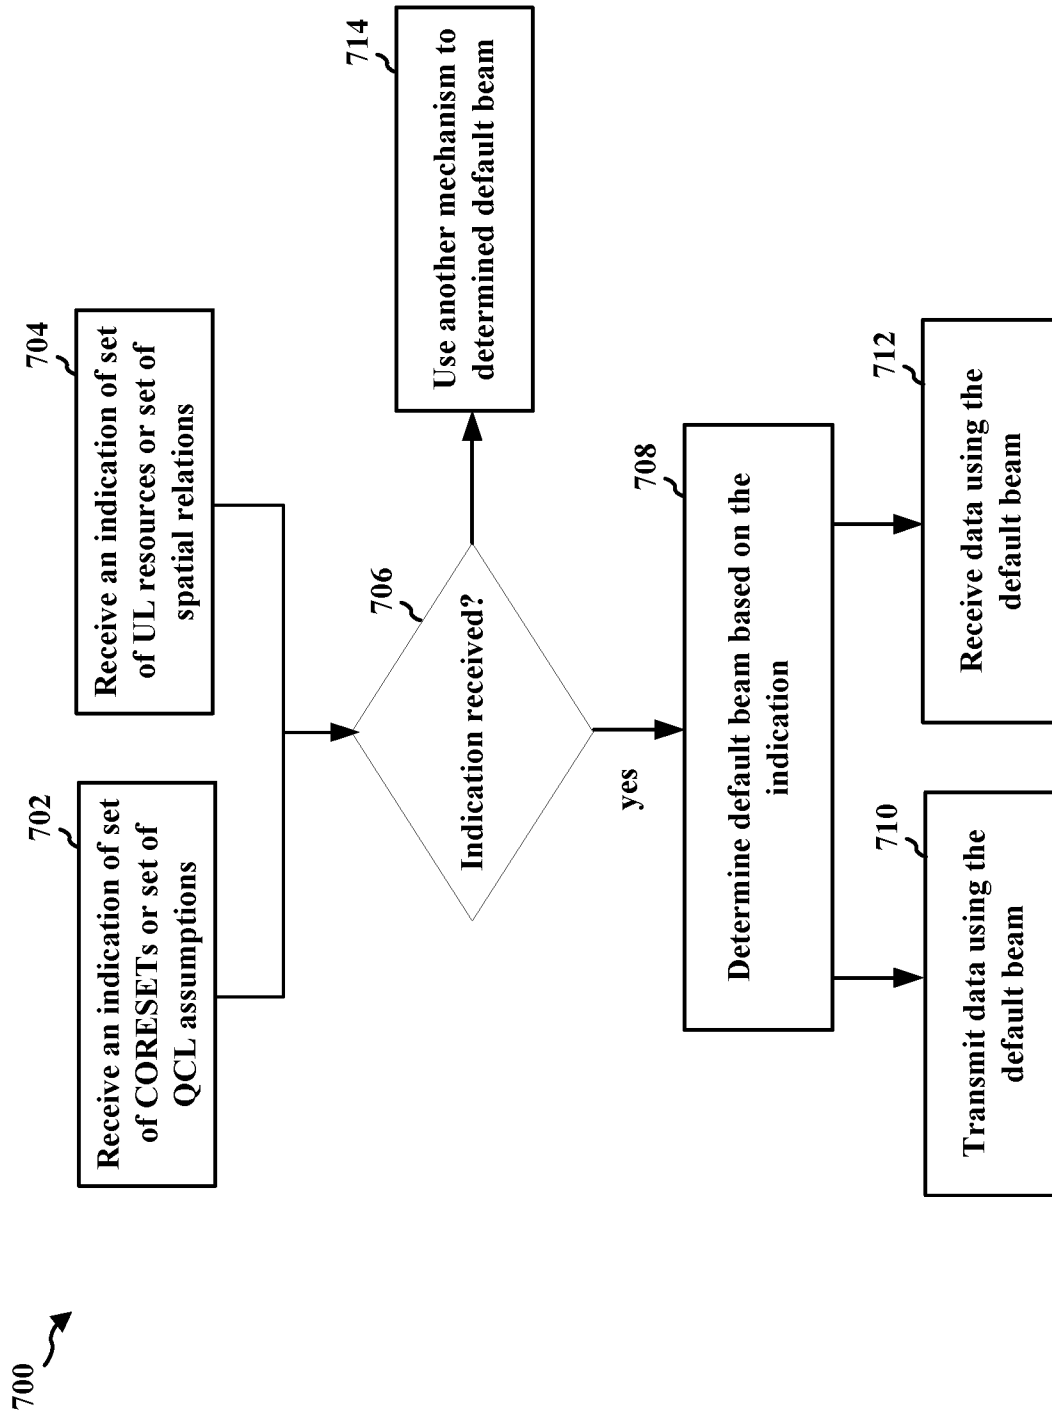 700
702
Receive an indication of set
of CORESETs or set of
QCL assumptions
704
Receive an indication of set
of UL resources or set of
spatial relations
706
Indication received?
714
Use another mechanism to
determined default beam
yes
708
Determine default beam based on the
indication
710
Transmit data using the
default beam
712
Receive data using the
default beam